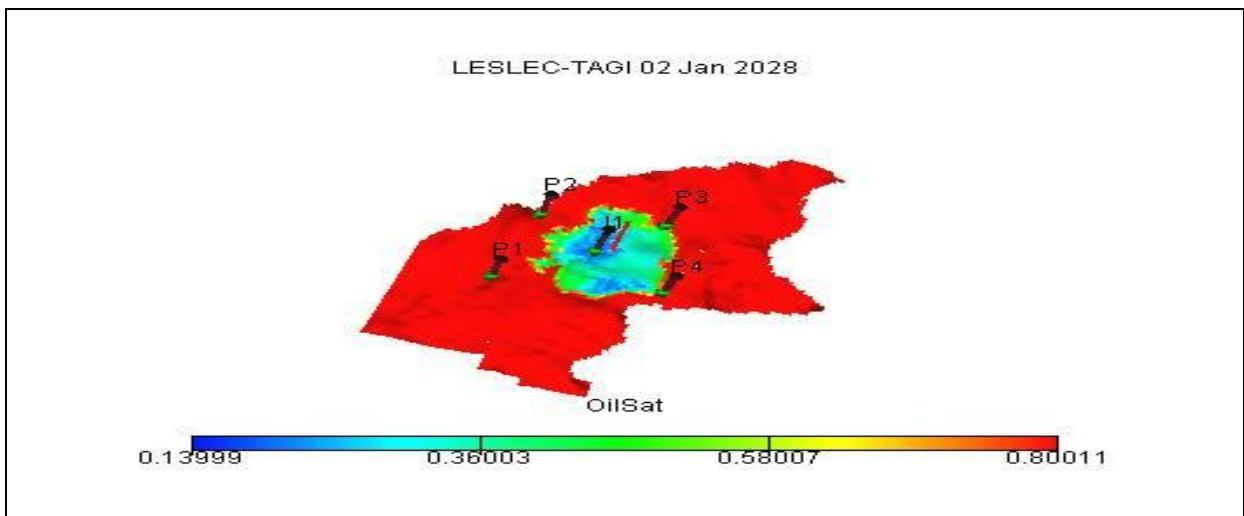 LESLEC-TAGI 02 Jan 2028
P2
P3
I1
P1
P4
OilSat
0.13999 0.36003 0.58007 0.80011